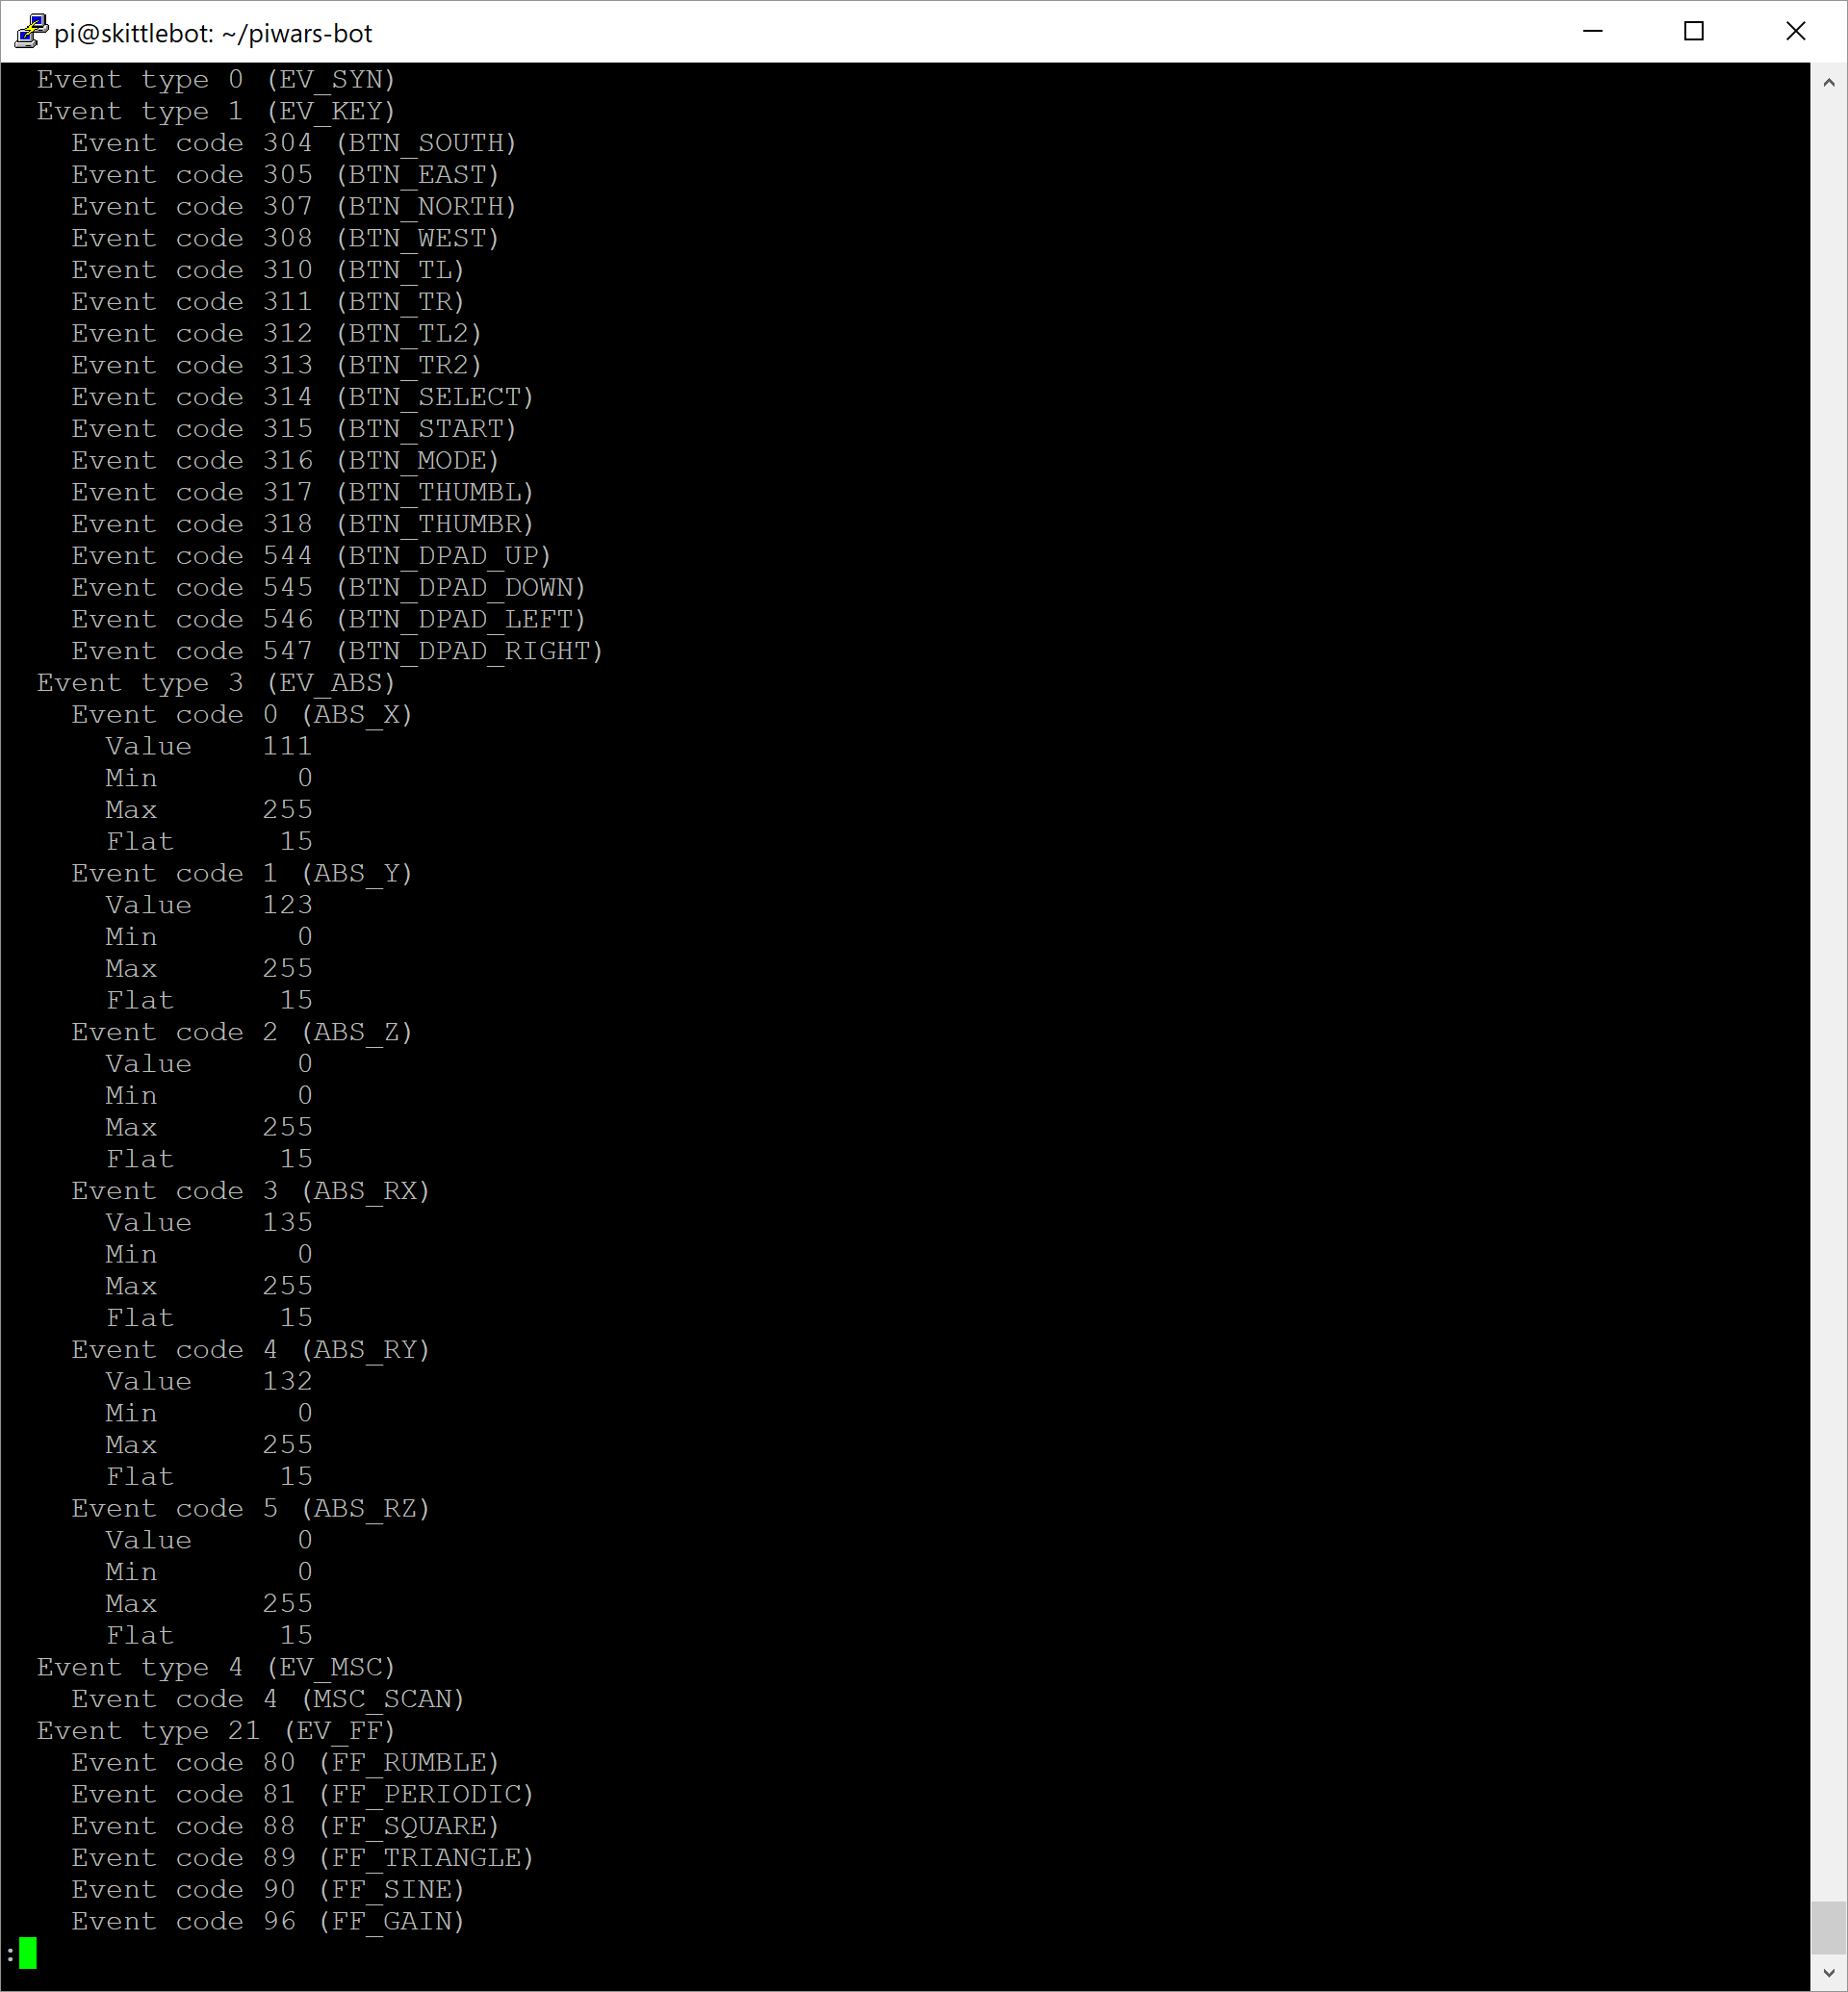 pi@skittlebot: ~/piwars-bot
Event type 0 (EV_SYN)
Event type 1 (EV_KEY)
Event code 304 (BTN_SOUTH)
Event code 305 (BTN_EAST)
Event code 307 (BTN_NORTH)
Event code 308 (BTN_WEST)
Event code 310 (BTN_TL)
Event code 311 (BTN_TR)
Event code 312 (BTN_TL2)
Event code 313 (BTN_TR2)
Event code 314 (BTN_SELECT)
Event code 315 (BTN_START)
Event code 316 (BTN_MODE)
Event code 317 (BTN_THUMBL)
Event code 318 (BTN_THUMBR)
Event code 544 (BTN_DPAD_UP)
Event code 545 (BTN_DPAD_DOWN)
Event code 546 (BTN_DPAD_LEFT)
Event code 547 (BTN_DPAD_RIGHT)
Event type 3 (EV_ABS)
Event code 0 (ABS_X)
Value 111
Min 0
Max 255
Flat 15
Event code 1 (ABS_Y)
Value 123
Min 0
Max 255
Flat 15
Event code 2 (ABS_Z)
Value 0
Min 0
Max 255
Flat 15
Event code 3 (ABS_RX)
Value 135
Min 0
Max 255
Flat 15
Event code 4 (ABS_RY)
Value 132
Min 0
Max 255
Flat 15
Event code 5 (ABS_RZ)
Value 0
Min 0
Max 255
Flat 15
Event type 4 (EV_MSC)
Event code 4 (MSC_SCAN)
Event type 21 (EV_FF)
Event code 80 (FF_RUMBLE)
Event code 81 (FF_PERIODIC)
Event code 88 (FF_SQUARE)
Event code 89 (FF_TRIANGLE)
Event code 90 (FF_SINE)
Event code 96 (FF_GAIN)
: